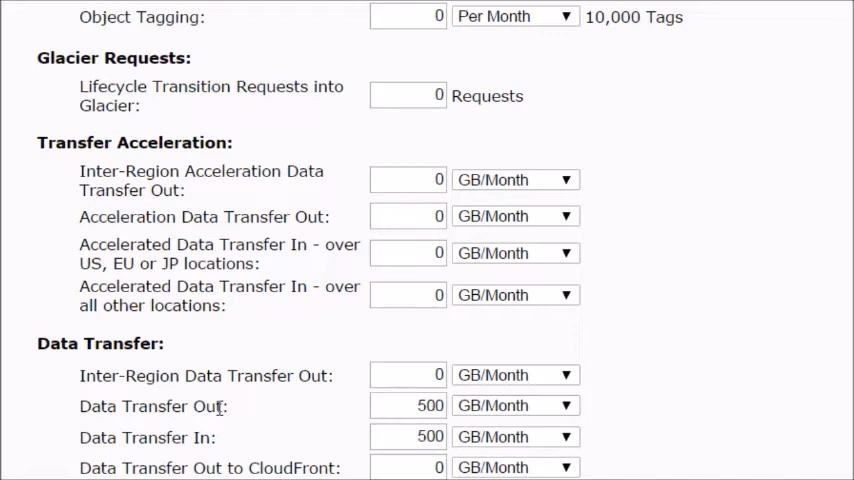 Object Tagging: 0 Per Month ▼ 10,000 Tags
Glacier Requests:
Lifecycle Transition Requests into
Glacier: 0 Requests
Transfer Acceleration:
Inter-Region Acceleration Data
Transfer Out: 0 GB/Month ▼
Acceleration Data Transfer Out: 0 GB/Month ▼
Accelerated Data Transfer In - over
US, EU or JP locations: 0 GB/Month ▼
Accelerated Data Transfer In - over
all other locations: 0 GB/Month ▼
Data Transfer:
Inter-Region Data Transfer Out: 0 GB/Month ▼
Data Transfer Out: 500 GB/Month ▼
Data Transfer In: 500 GB/Month ▼
Data Transfer Out to CloudFront: 0 GB/Month ▼